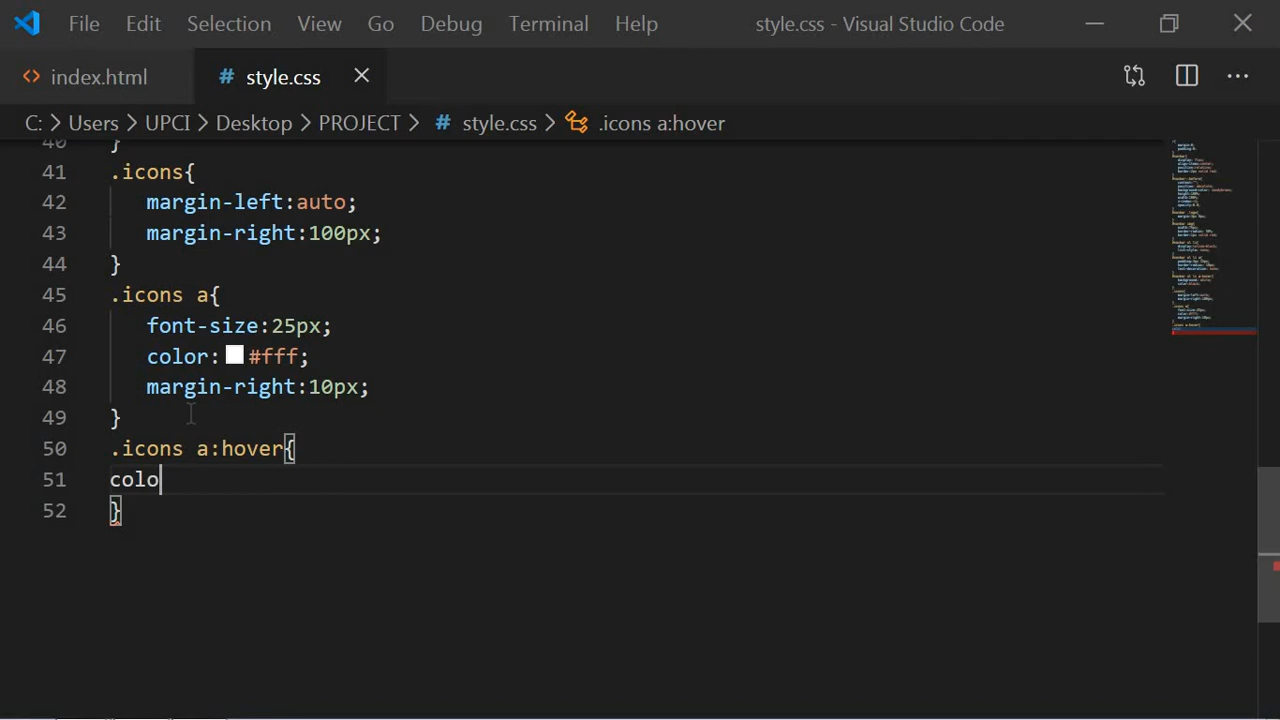 File Edit Selection View Go Debug Terminal Help style.css - Visual Studio Code
index.html # style.css
C: > Users > UPCI > Desktop > PROJECT > # style.css > .icons a:hover
40 }
41 .icons{
42 margin-left:auto;
43 margin-right:100px;
44 }
45 .icons a{
46 font-size:25px;
47 color: #fff;
48 margin-right:10px;
49 }
50 .icons a:hover{
51 colo
52 }